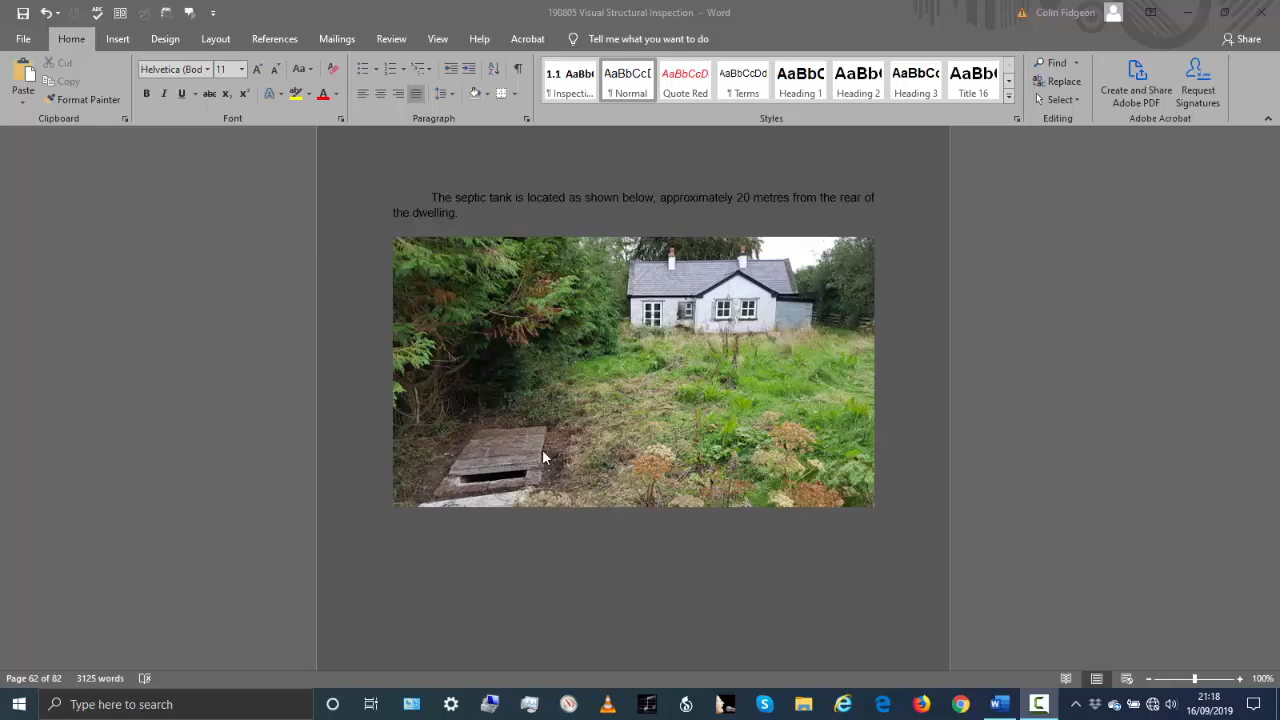 190805 Visual Structural Inspection - Word
Colin Fidgeon
File Home Insert Design Layout References Mailings Review View Help Acrobat Tell me what you want to do Share
Paste
Cut
Copy
Format Painter
Helvetica (Bod 11
1.1 AaBb( AaBbCcD AaBbCcD AaBbCcDd AaBbC AaBbC AaBbCc AaBb(
¶ Inspecti... ¶ Normal Quote Red ¶ Terms Heading 1 Heading 2 Heading 3 Title 16
Find
Replace
Select
Create and Share
Adobe PDF
Request
Signatures
Clipboard Font Paragraph Styles Editing Adobe Acrobat
The septic tank is located as shown below, approximately 20 metres from the rear of
the dwelling.
Page 62 of 82 3125 words 100%
Type here to search
21:18
16/09/2019